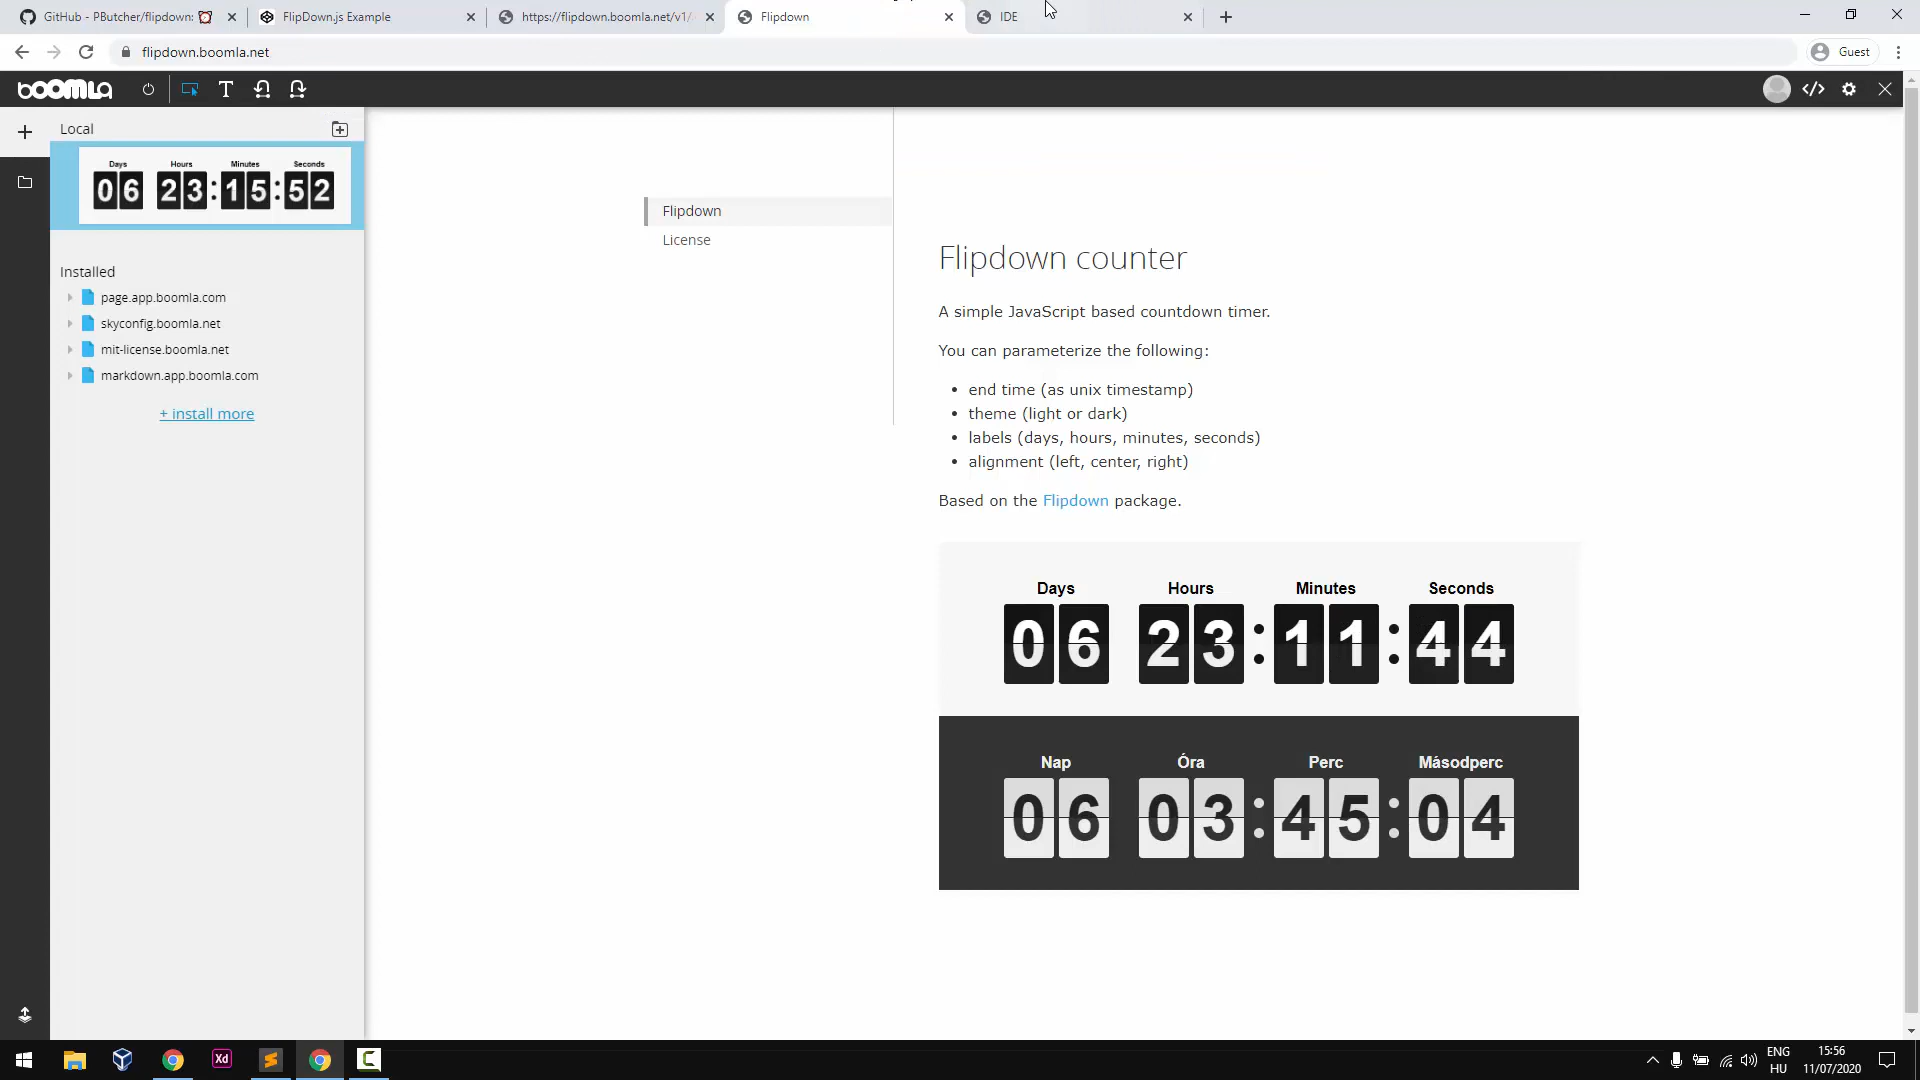 GitHub - PButcher/flipdown:
FlipDown.js Example
https://flipdown.boomla.net/v1/
Flipdown
IDE
flipdown.boomla.net
Guest
boomla
T
Local
Days Hours Minutes Seconds
06 23:15:52
Installed
page.app.boomla.com
skyconfig.boomla.net
mit-license.boomla.net
markdown.app.boomla.com
+ install more
Flipdown
License
Flipdown counter
A simple JavaScript based countdown timer.
You can parameterize the following:
• end time (as unix timestamp)
• theme (light or dark)
• labels (days, hours, minutes, seconds)
• alignment (left, center, right)
Based on the Flipdown package.
Days Hours Minutes Seconds
06 23:11:44
Nap Óra Perc Másodperc
06 03:45:04
Xd
ENG
HU
15:56
11/07/2020